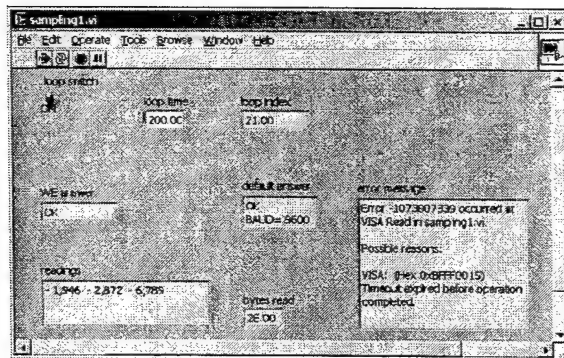 sampling1.vi
File Edit Operate Tools Browse Window Help
loop switch
loop time
loop index
200.00
21.00
WE answer
default answer
error message
OK
OK
BAUD= 9600
Error -1073807339 occurred at
VISA Read in sampling1.vi.
Possible reasons:
VISA: (Hex 0xBFFF0015)
Timeout expired before operation
completed.
readings
- 1,946 - 2,872 - 6,789
bytes read
2E.00